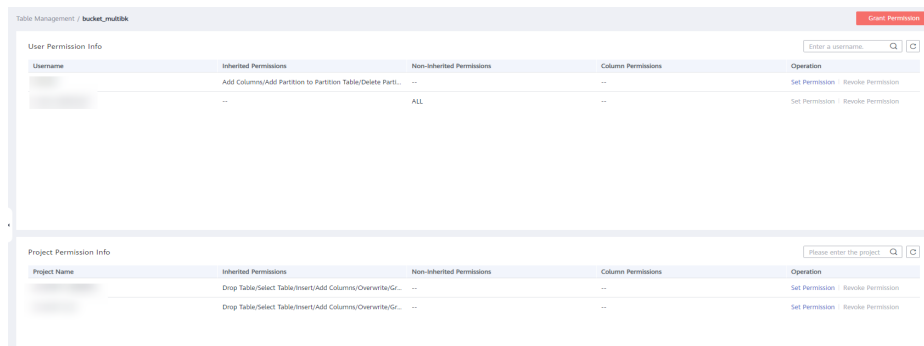 Table Management / bucket_multibk
Grant Permission
User Permission Info
Enter a username.
Username Inherited Permissions Non-Inherited Permissions Column Permissions Operation
Add Columns/Add Partition to Partition Table/Delete Parti... -- -- Set Permission | Revoke Permission
-- ALL -- Set Permission | Revoke Permission
Project Permission Info
Please enter the project
Project Name Inherited Permissions Non-Inherited Permissions Column Permissions Operation
Drop Table/Select Table/Insert/Add Columns/Overwrite/Gr... -- -- Set Permission | Revoke Permission
Drop Table/Select Table/Insert/Add Columns/Overwrite/Gr... -- -- Set Permission | Revoke Permission